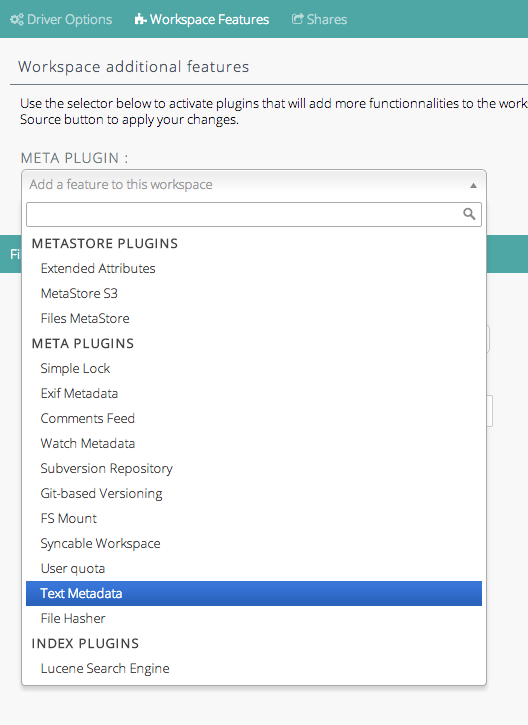 Driver Options Workspace Features Shares
Workspace additional features
Use the selector below to activate plugins that will add more functionnalities to the work
Source button to apply your changes.
META PLUGIN :
Add a feature to this workspace
METASTORE PLUGINS
Extended Attributes
MetaStore S3
Files MetaStore
META PLUGINS
Simple Lock
Exif Metadata
Comments Feed
Watch Metadata
Subversion Repository
Git-based Versioning
FS Mount
Syncable Workspace
User quota
Text Metadata
File Hasher
INDEX PLUGINS
Lucene Search Engine